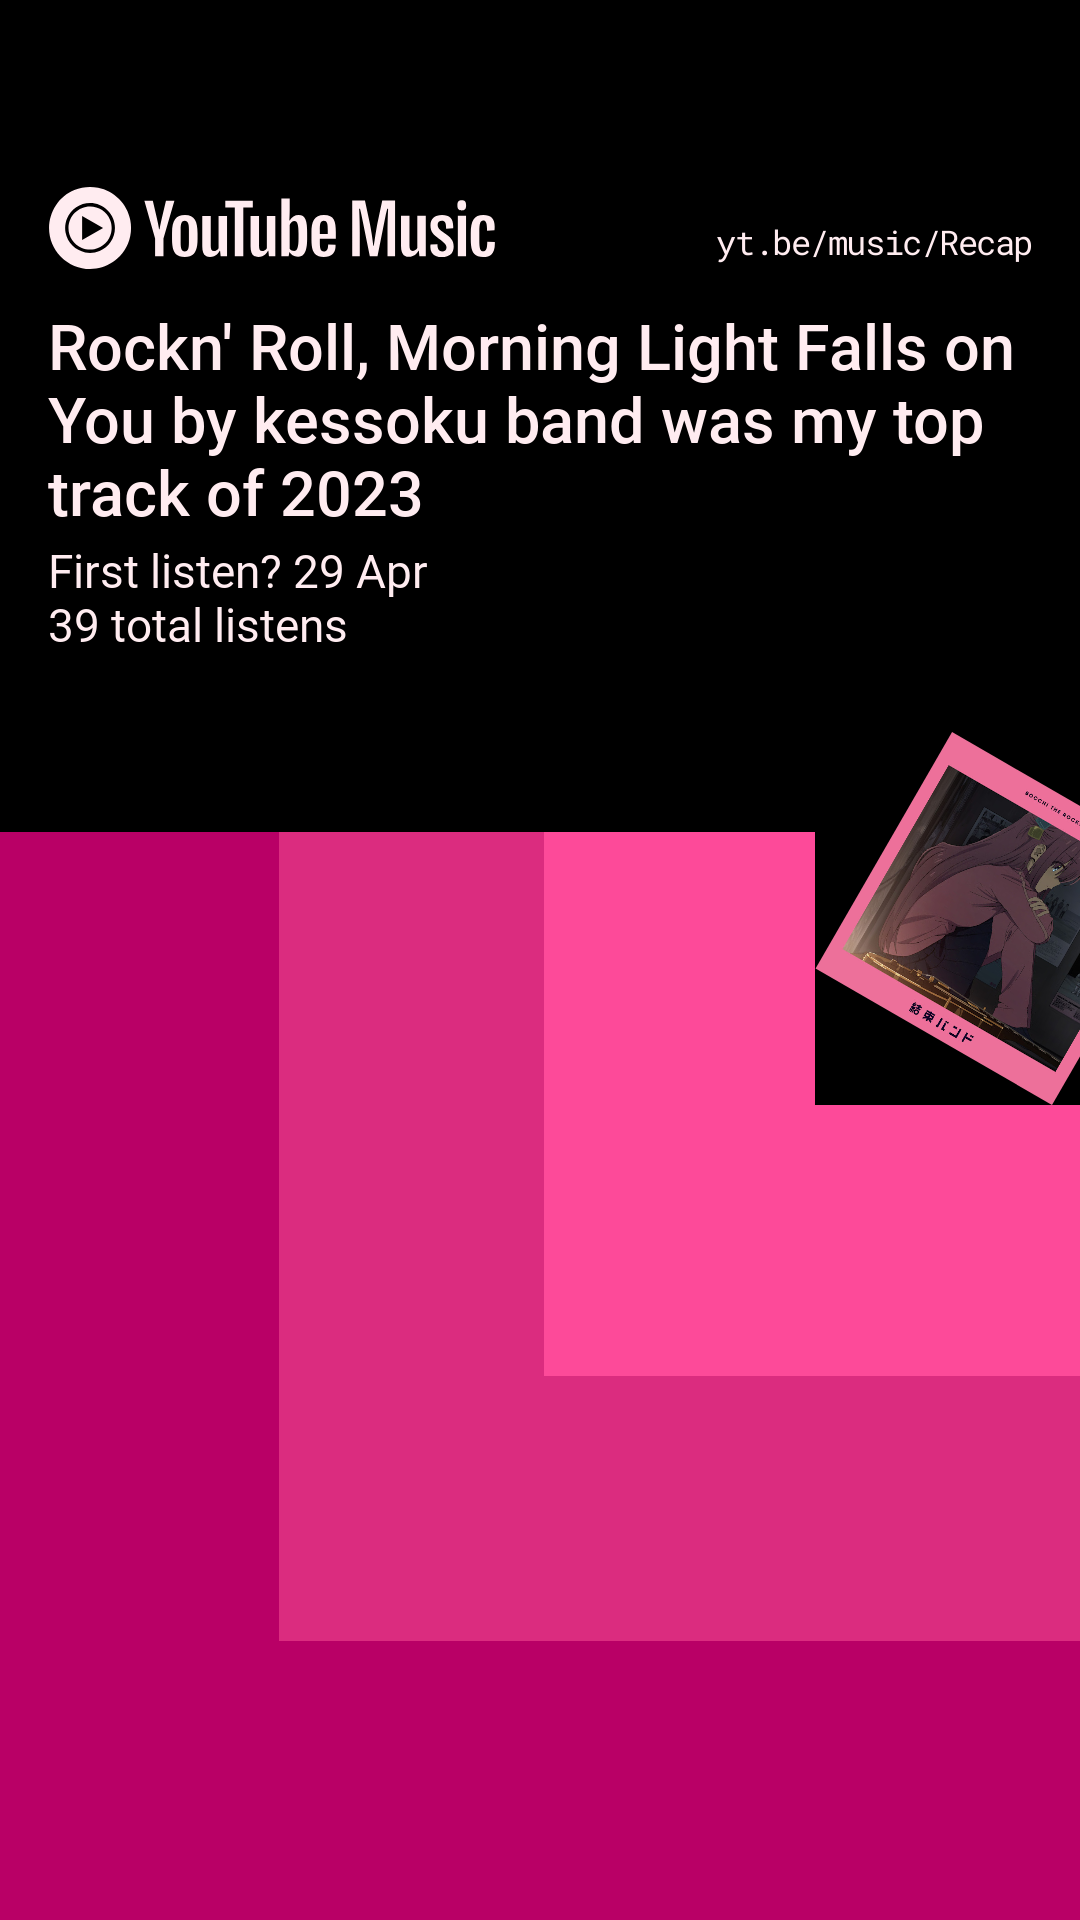 YouTube Music
yt.be/music/Recap
Rockn' Roll, Morning Light Falls on
You by kessoku band was my top
track of 2023
First listen? 29 Apr
39 total listens
BOCCHI THE ROCK
結束バンド